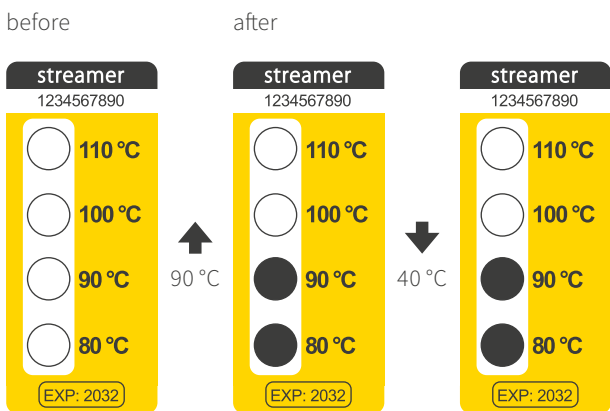 before
after
streamer
1234567890
110 °C
100 °C
90 °C
80 °C
EXP: 2032
90 °C
streamer
1234567890
110 °C
100 °C
90 °C
80 °C
EXP: 2032
40 °C
streamer
1234567890
110 °C
100 °C
90 °C
80 °C
EXP: 2032